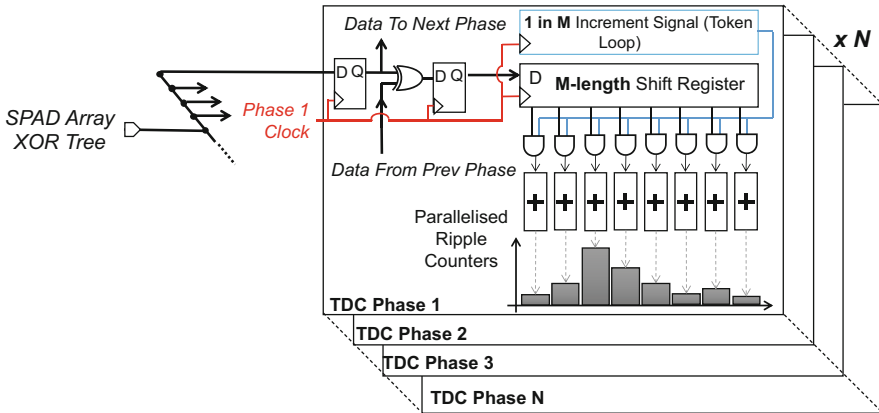 Data To Next Phase
1 in M Increment Signal (Token
Loop)
x N
D Q
D Q
D
M-length Shift Register
SPAD Array
XOR Tree
Phase 1
Clock
Data From Prev Phase
+ + + + + + + +
Parallelised
Ripple
Counters
TDC Phase 1
TDC Phase 2
TDC Phase 3
TDC Phase N